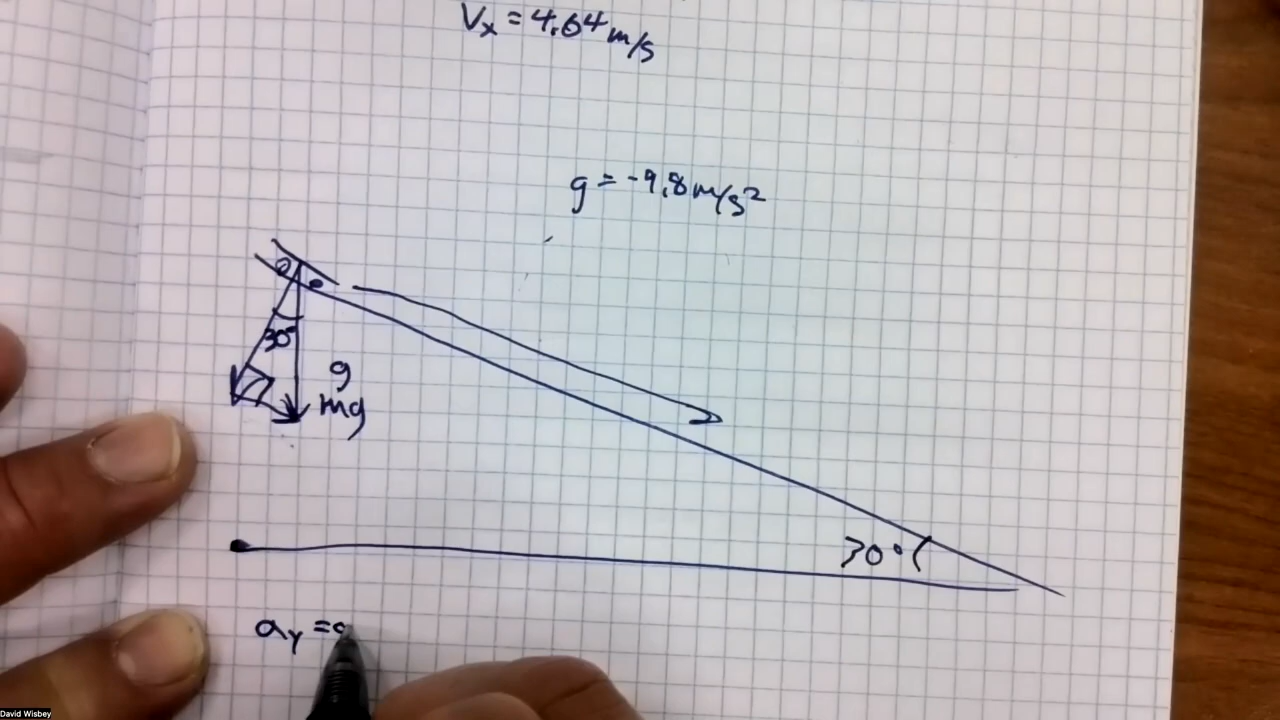 Vx = 4.64 m/s
g = -9.8 m/s²
30°
g
mg
30°
ay =
David Wisbey